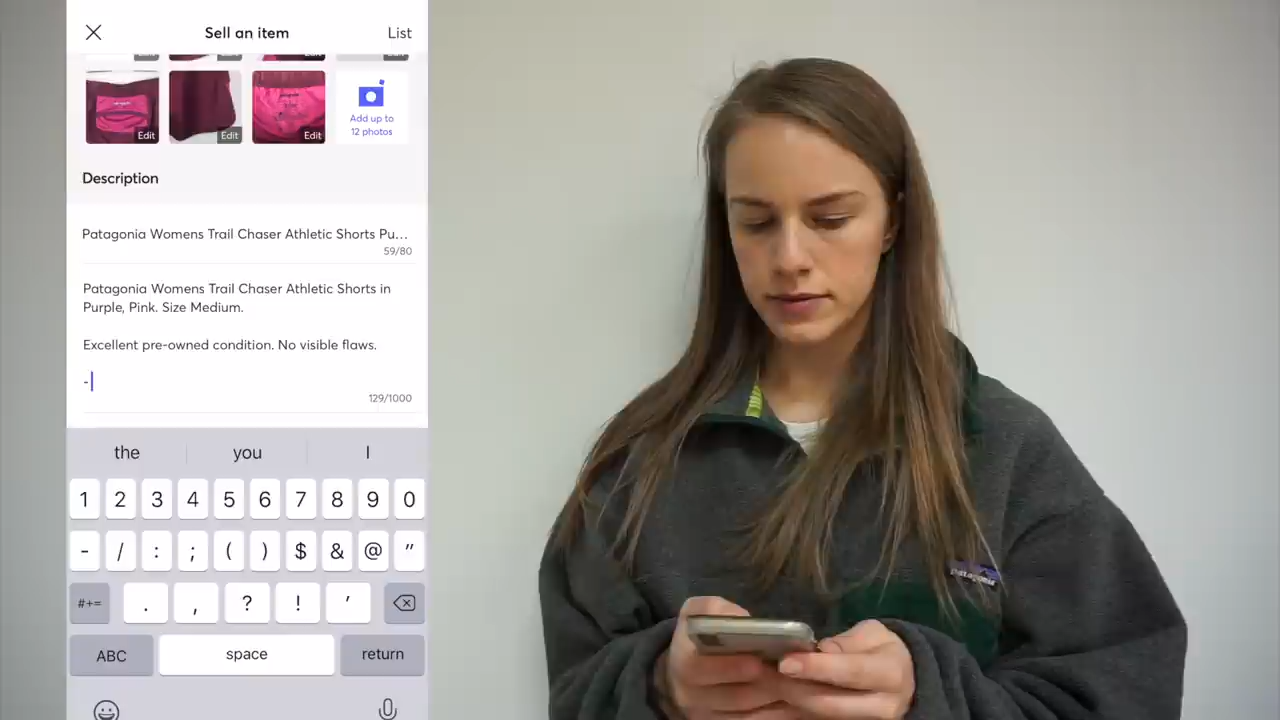 Sell an item
List
Edit
Edit
Edit
Add up to
12 photos
Description
Patagonia Womens Trail Chaser Athletic Shorts Pu...
59/80
Patagonia Womens Trail Chaser Athletic Shorts in
Purple, Pink. Size Medium.
Excellent pre-owned condition. No visible flaws.
-
129/1000
the you I
1 2 3 4 5 6 7 8 9 0
- / : ; ( ) $ & @ "
#+= . , ? ! '
ABC space return
patagonia